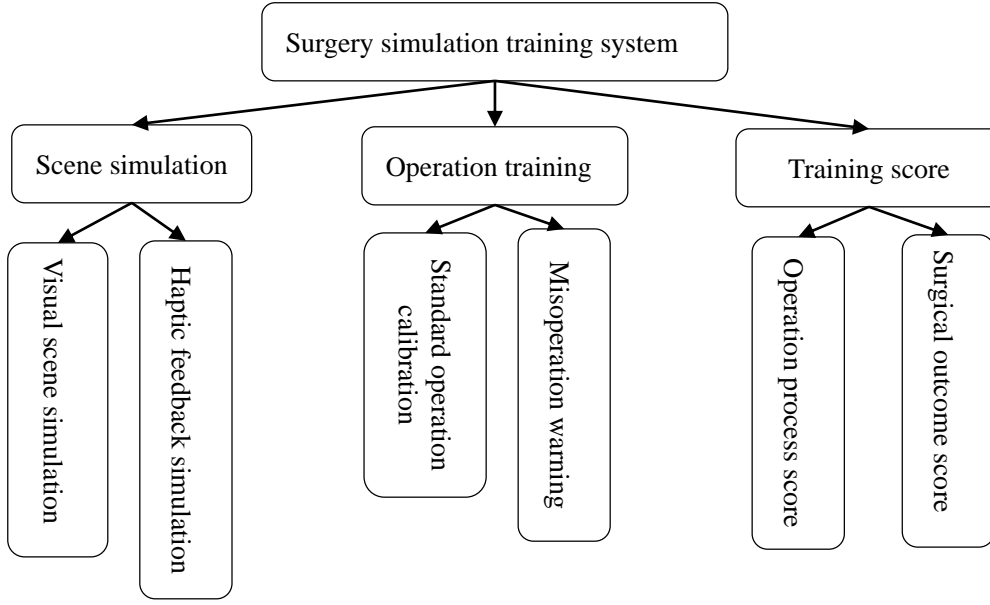 Surgery simulation training system
Scene simulation
Operation training
Training score
Visual scene simulation
Haptic feedback simulation
Standard operation
calibration
Misoperation warning
Operation process score
Surgical outcome score